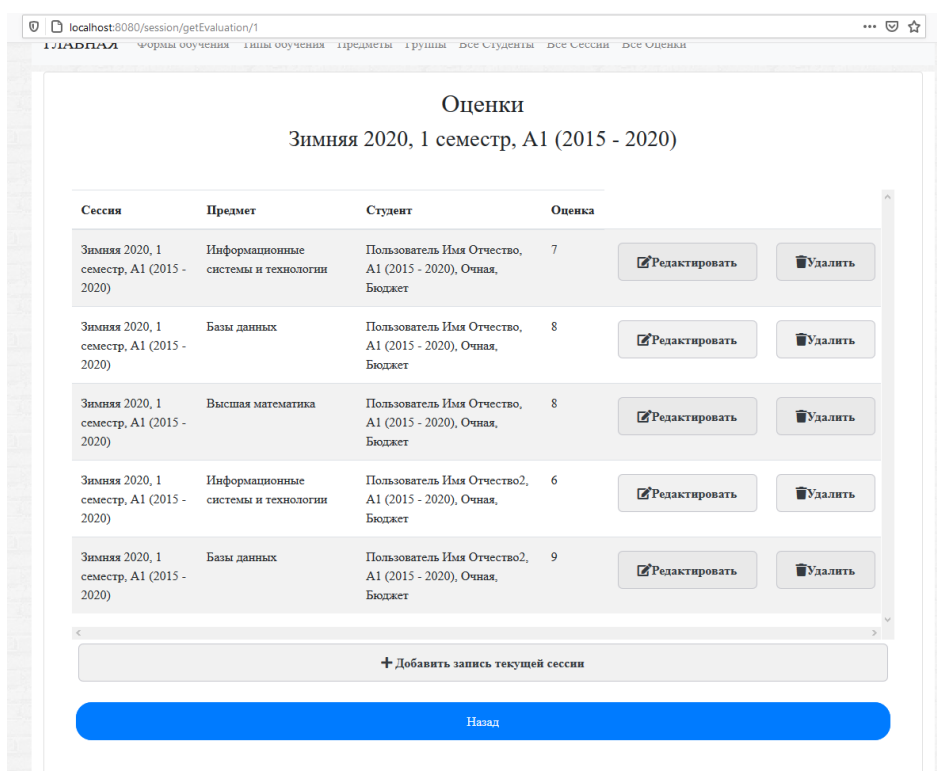 localhost:8080/session/getEvaluation/1
ГЛАВНАЯ Формы обучения Типы обучения Предметы Группы Все Студенты Все Сессии Все Оценки
Оценки
Зимняя 2020, 1 семестр, А1 (2015 - 2020)
Сессия Предмет Студент Оценка
Зимняя 2020, 1 Информационные Пользователь Имя Отчество, 7
семестр, А1 (2015 - системы и технологии А1 (2015 - 2020), Очная, Редактировать Удалить
2020) Бюджет
Зимняя 2020, 1 Базы данных Пользователь Имя Отчество, 8
семестр, А1 (2015 - А1 (2015 - 2020), Очная, Редактировать Удалить
2020) Бюджет
Зимняя 2020, 1 Высшая математика Пользователь Имя Отчество, 8
семестр, А1 (2015 - А1 (2015 - 2020), Очная, Редактировать Удалить
2020) Бюджет
Зимняя 2020, 1 Информационные Пользователь Имя Отчество2, 6
семестр, А1 (2015 - системы и технологии А1 (2015 - 2020), Очная, Редактировать Удалить
2020) Бюджет
Зимняя 2020, 1 Базы данных Пользователь Имя Отчество2, 9
семестр, А1 (2015 - А1 (2015 - 2020), Очная, Редактировать Удалить
2020) Бюджет
+ Добавить запись текущей сессии
Назад